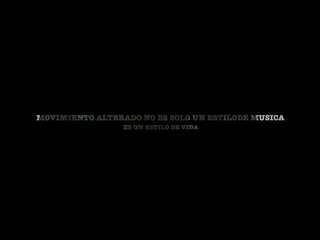 MOVIMIENTO ALTERADO NO ES SOLO UN ESTILODE MUSICA
ES UN ESTILO DE VIDA